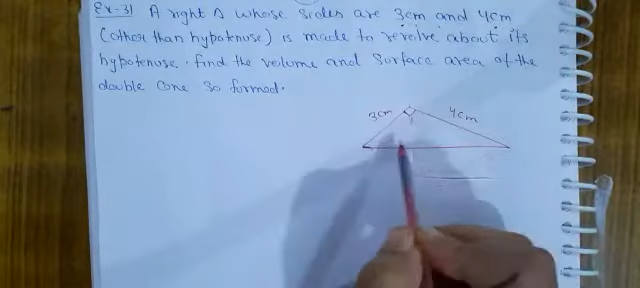 Ex-3) A right Δ whose sides are 3cm and 4cm
(other than hypotenuse) is made to revolve about its
hypotenuse. find the volume and surface area of the
double cone so formed.
3cm 4cm